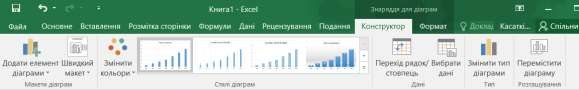 Книга1 - Excel
Знаряддя для діаграм
Файл Основне Вставлення Розмітка сторінки Формули Дані Рецензування Подання Конструктор Формат Доклад Касаткі... Спільни
Додати елемент діаграми Швидкий макет Змінити кольори Перехід рядок/стовпець Вибрати дані Змінити тип діаграми Перемістити діаграму
Макети діаграм Стилі діаграм Дані Тип Розташування